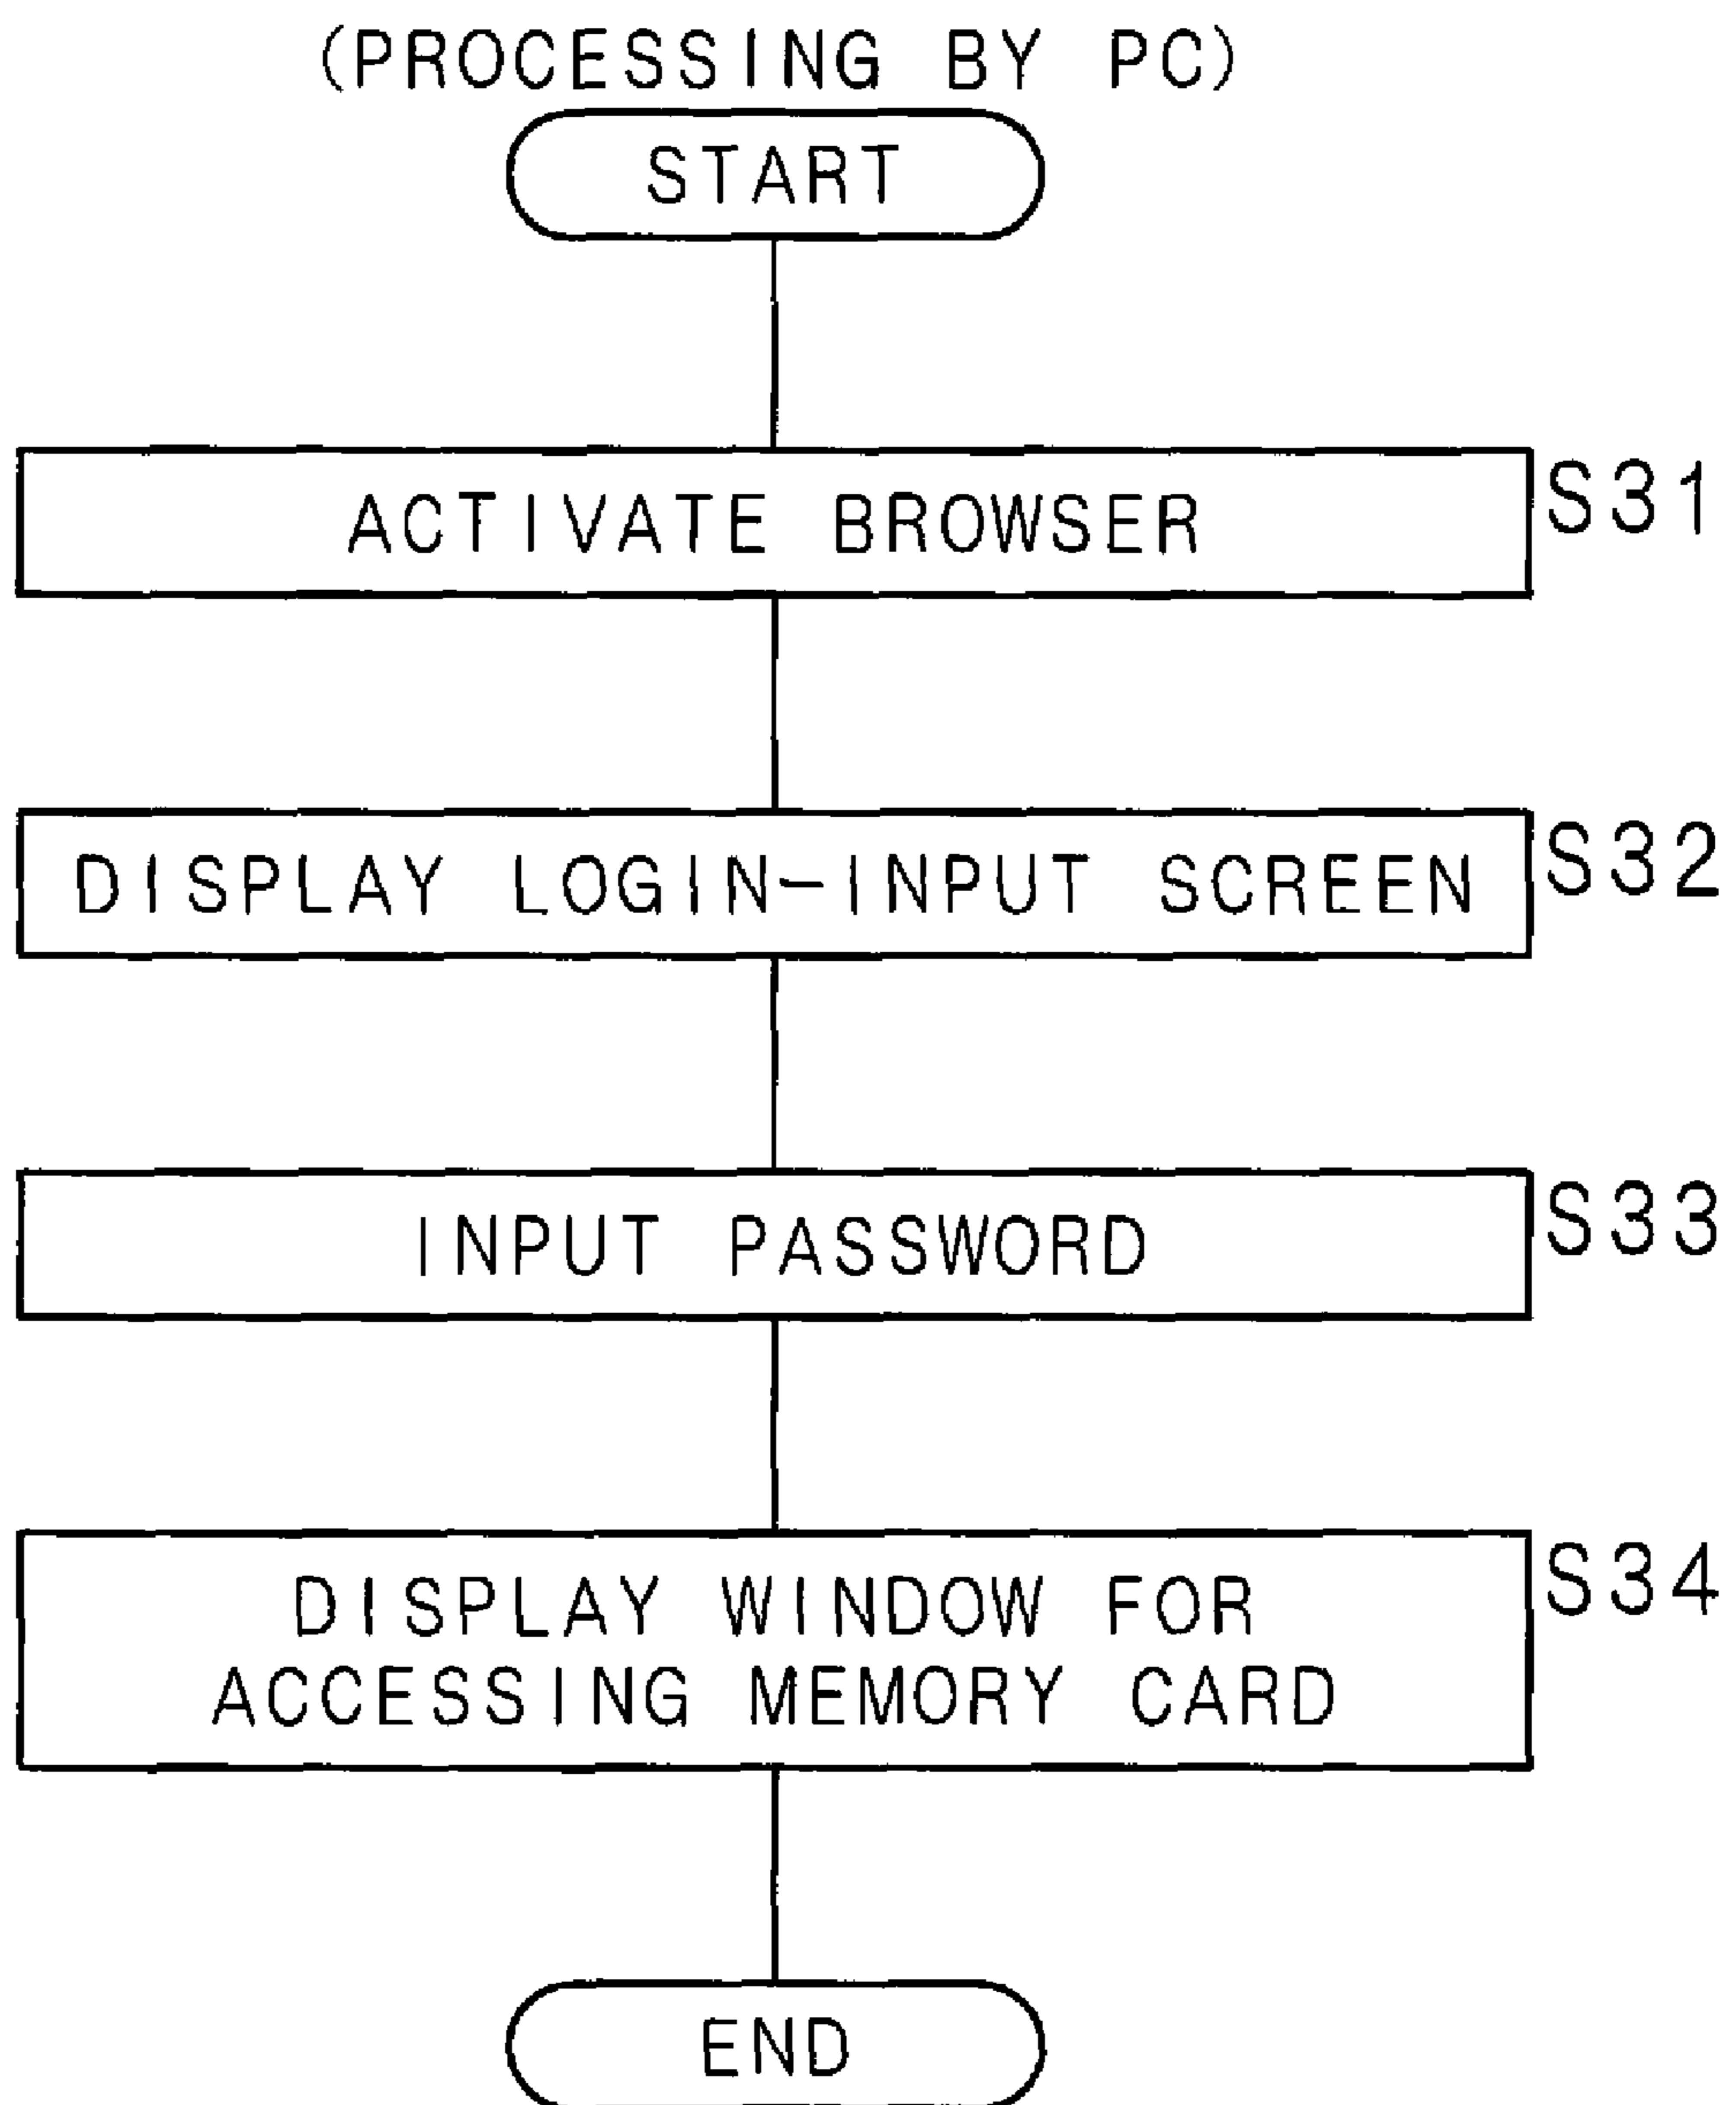 (PROCESSING BY PC)
START
ACTIVATE BROWSER
S31
DISPLAY LOGIN-INPUT SCREEN
S32
INPUT PASSWORD
S33
DISPLAY WINDOW FOR
ACCESSING MEMORY CARD
S34
END